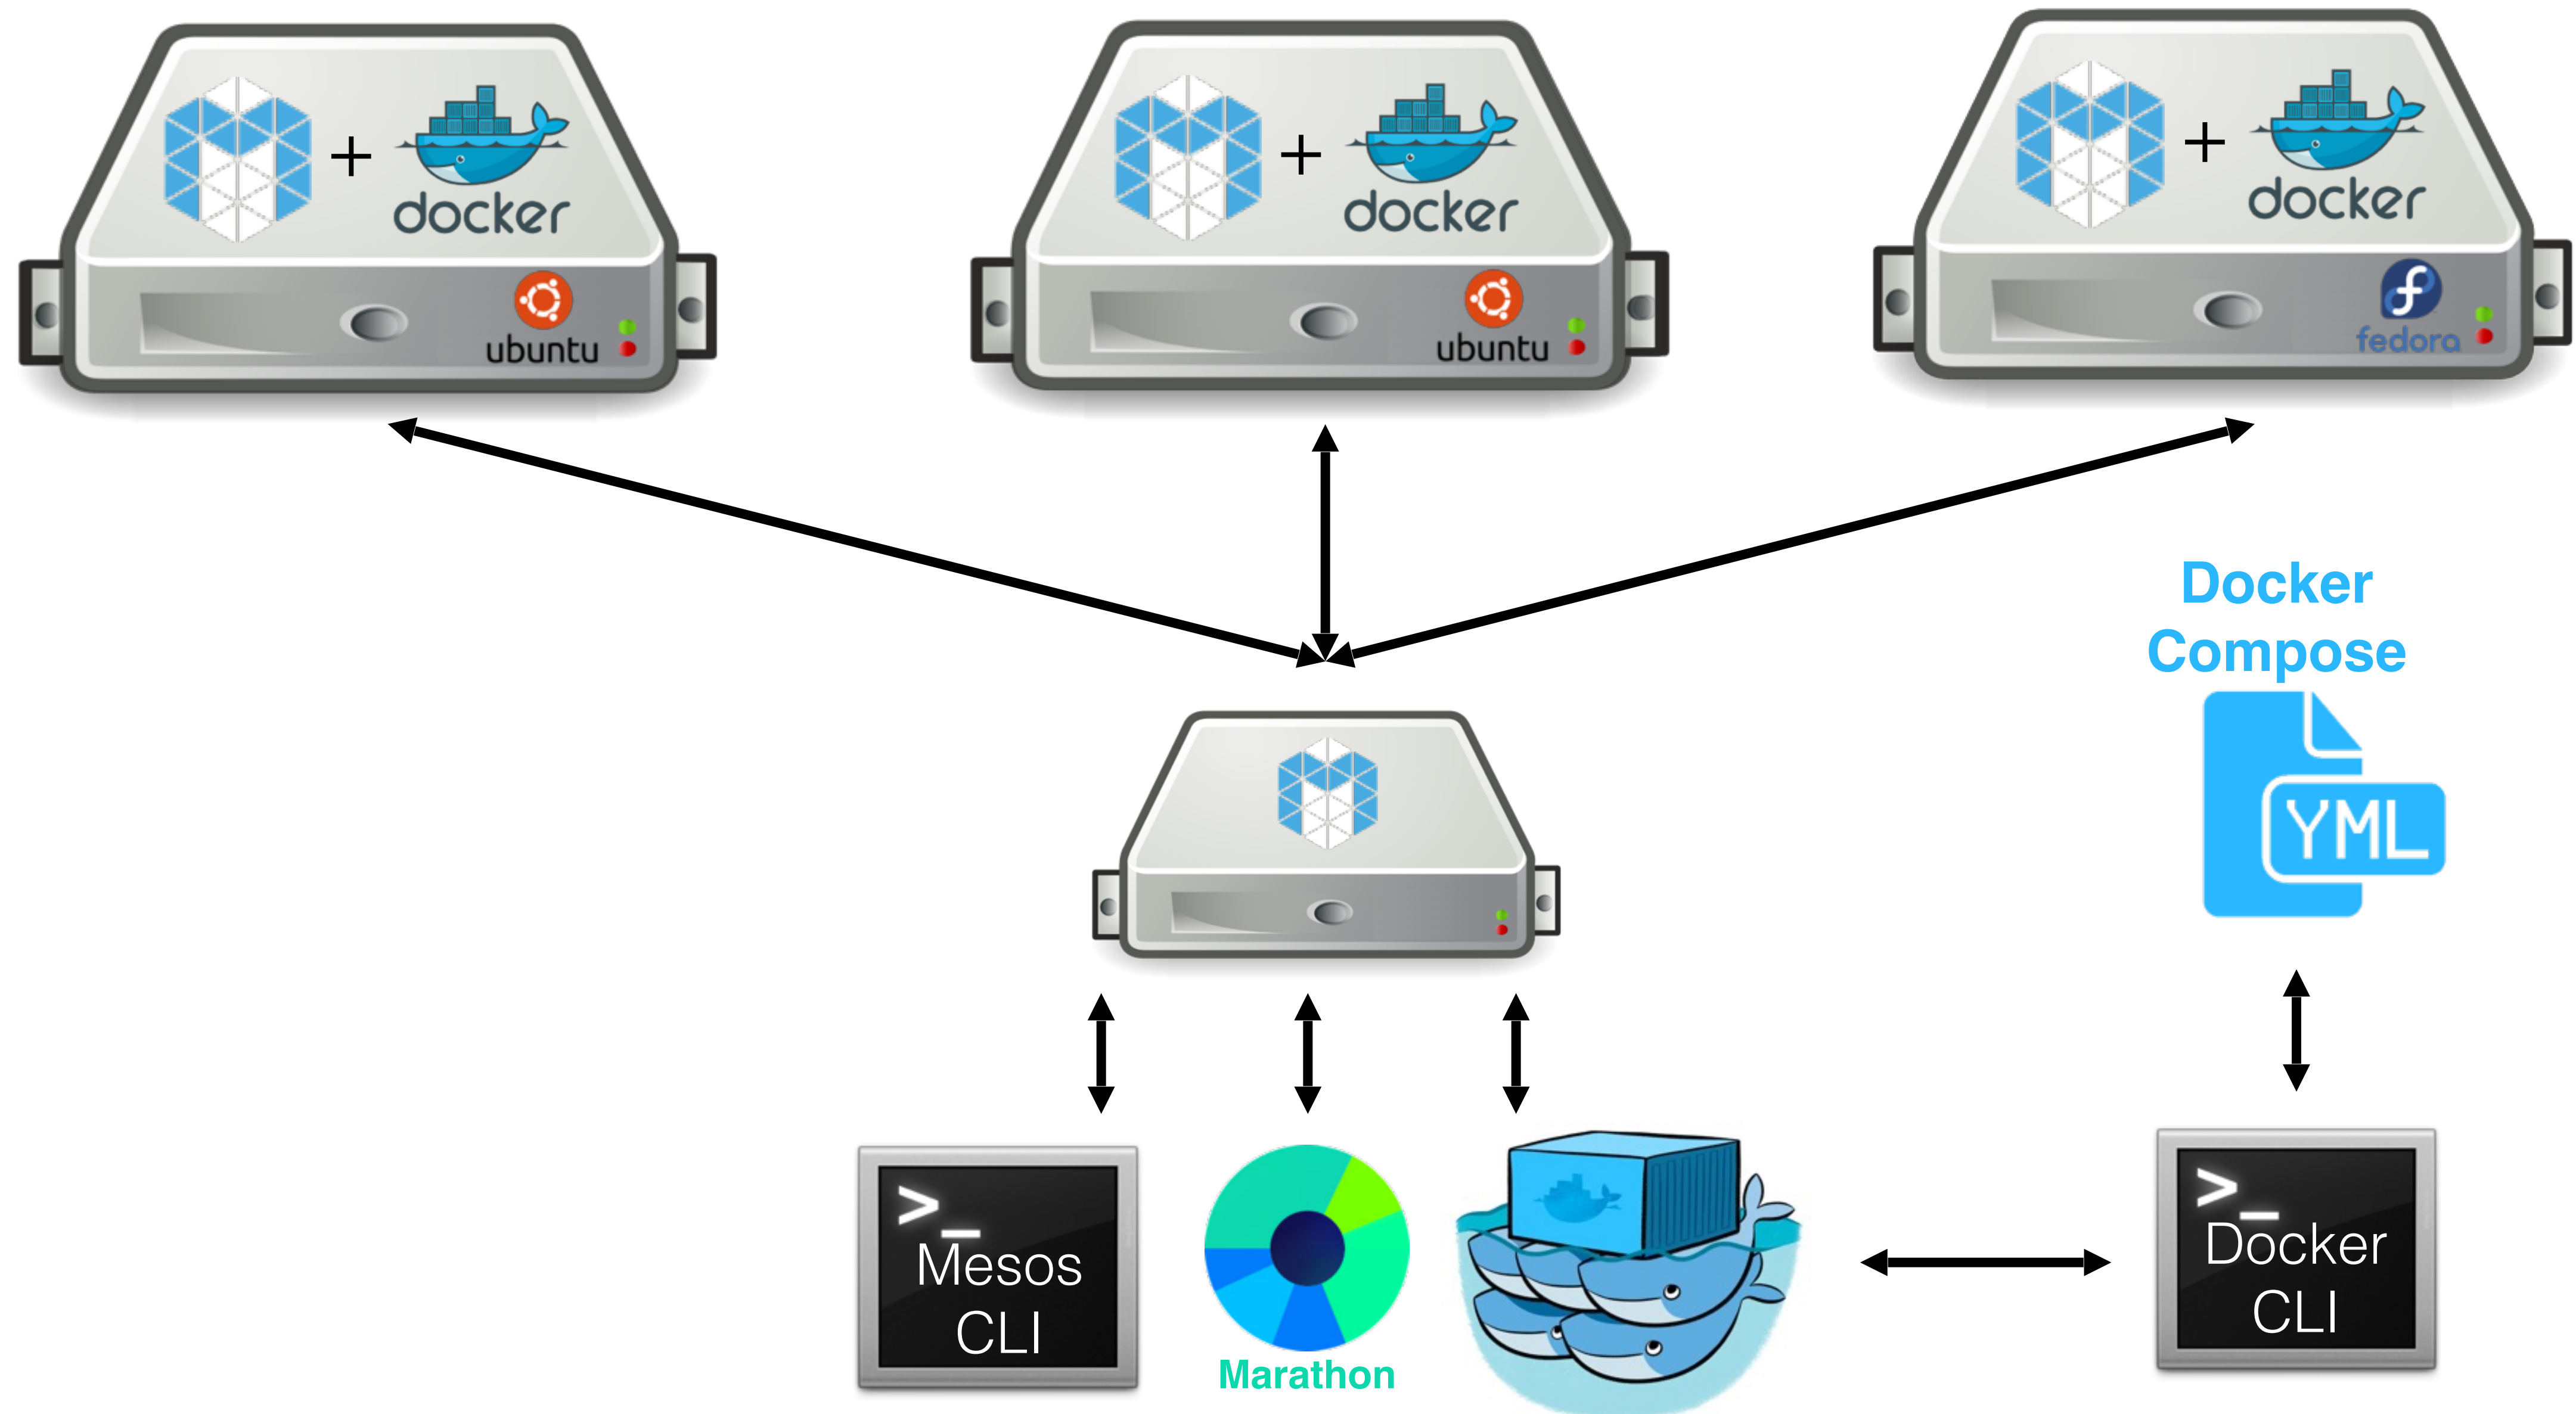 +
docker
ubuntu
+
docker
ubuntu
+
docker
fedora
Docker
Compose
YML
>_
Mesos
CLI
Marathon
>_
Docker
CLI